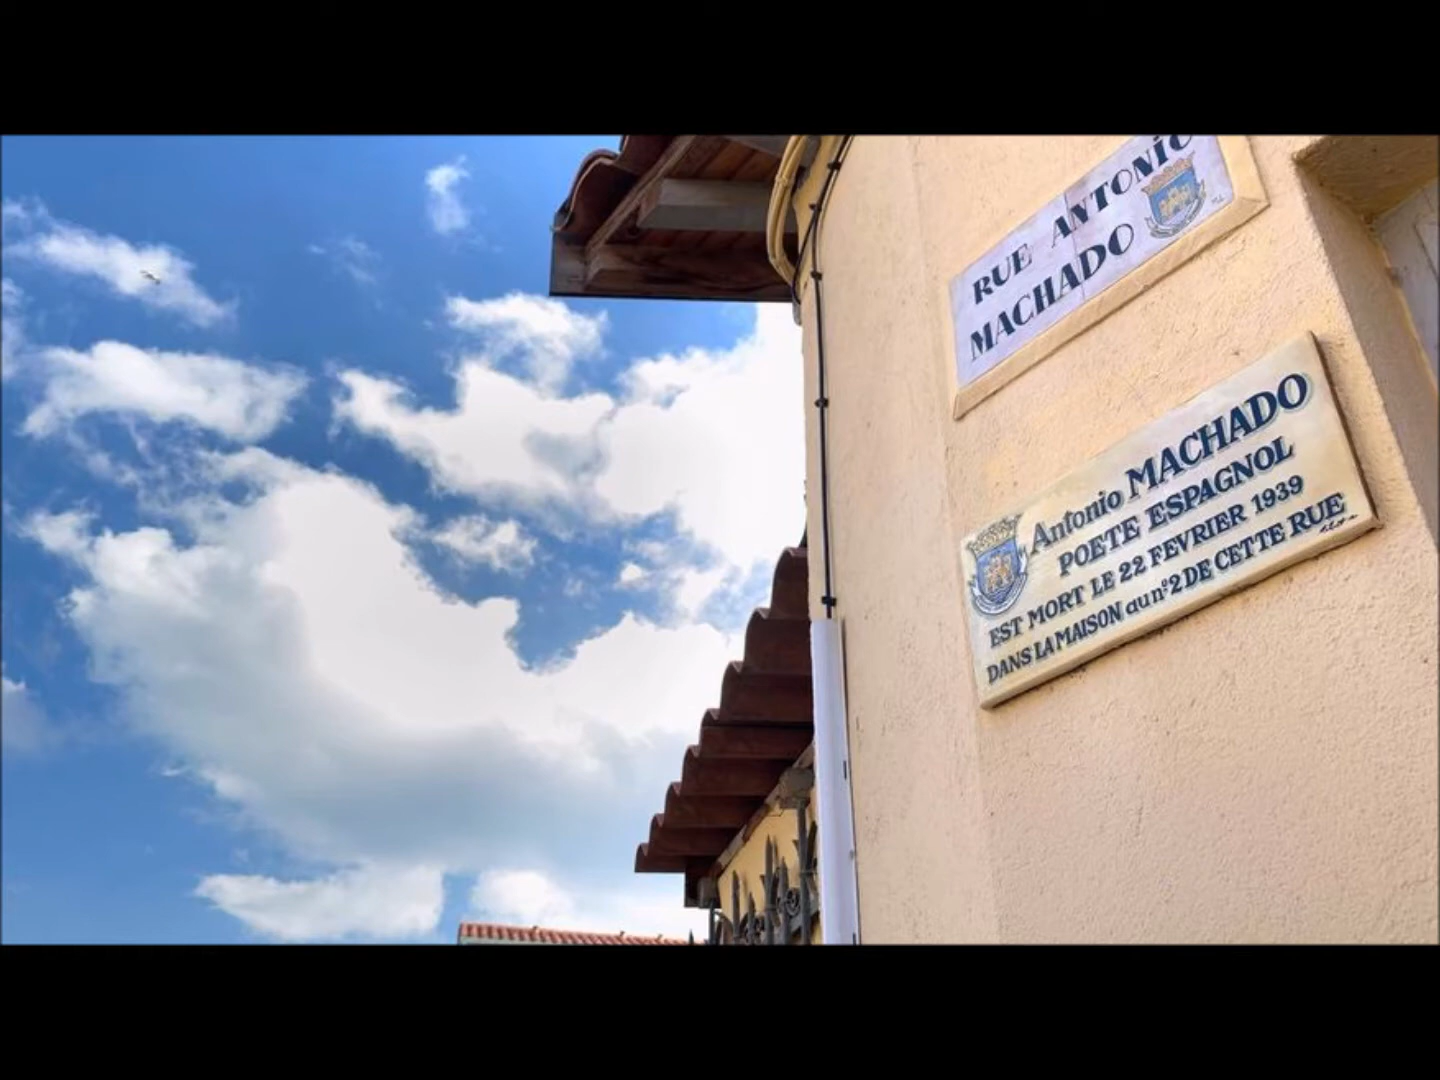 RUE ANTONIO
MACHADO
Antonio MACHADO
POETE ESPAGNOL
EST MORT LE 22 FEVRIER 1939
DANS LA MAISON au n°2 DE CETTE RUE